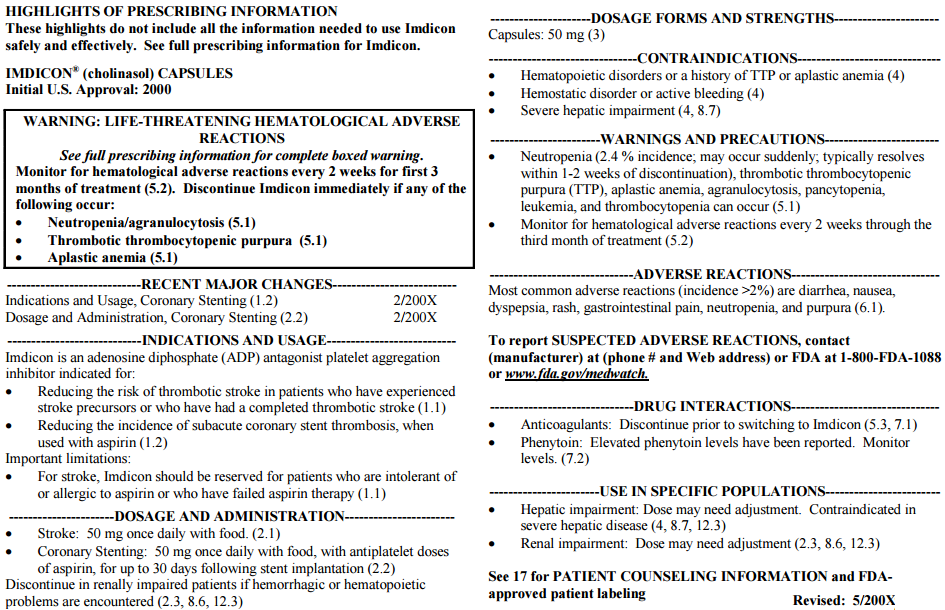 HIGHLIGHTS OF PRESCRIBING INFORMATION
These highlights do not include all the information needed to use Imdicon
safely and effectively. See full prescribing information for Imdicon.
IMDICON® (cholinasol) CAPSULES
Initial U.S. Approval: 2000
WARNING: LIFE-THREATENING HEMATOLOGICAL ADVERSE
REACTIONS
See full prescribing information for complete boxed warning.
Monitor for hematological adverse reactions every 2 weeks for first 3
months of treatment (5.2). Discontinue Imdicon immediately if any of the
following occur:
• Neutropenia/agranulocytosis (5.1)
• Thrombotic thrombocytopenic purpura (5.1)
• Aplastic anemia (5.1)
-----------------------------RECENT MAJOR CHANGES---------------------------
Indications and Usage, Coronary Stenting (1.2) 2/200X
Dosage and Administration, Coronary Stenting (2.2) 2/200X
-----------------------------INDICATIONS AND USAGE----------------------------
Imdicon is an adenosine diphosphate (ADP) antagonist platelet aggregation
inhibitor indicated for:
• Reducing the risk of thrombotic stroke in patients who have experienced
stroke precursors or who have had a completed thrombotic stroke (1.1)
• Reducing the incidence of subacute coronary stent thrombosis, when
used with aspirin (1.2)
Important limitations:
• For stroke, Imdicon should be reserved for patients who are intolerant of
or allergic to aspirin or who have failed aspirin therapy (1.1)
-----------------------DOSAGE AND ADMINISTRATION------------------------
• Stroke: 50 mg once daily with food. (2.1)
• Coronary Stenting: 50 mg once daily with food, with antiplatelet doses
of aspirin, for up to 30 days following stent implantation (2.2)
Discontinue in renally impaired patients if hemorrhagic or hematopoietic
problems are encountered (2.3, 8.6, 12.3)
---------------------DOSAGE FORMS AND STRENGTHS----------------------
Capsules: 50 mg (3)
--------------------------------CONTRAINDICATIONS-------------------------------
• Hematopoietic disorders or a history of TTP or aplastic anemia (4)
• Hemostatic disorder or active bleeding (4)
• Severe hepatic impairment (4, 8.7)
------------------------WARNINGS AND PRECAUTIONS------------------------
• Neutropenia (2.4 % incidence; may occur suddenly; typically resolves
within 1-2 weeks of discontinuation), thrombotic thrombocytopenic
purpura (TTP), aplastic anemia, agranulocytosis, pancytopenia,
leukemia, and thrombocytopenia can occur (5.1)
• Monitor for hematological adverse reactions every 2 weeks through the
third month of treatment (5.2)
-------------------------------ADVERSE REACTIONS--------------------------------
Most common adverse reactions (incidence >2%) are diarrhea, nausea,
dyspepsia, rash, gastrointestinal pain, neutropenia, and purpura (6.1).
To report SUSPECTED ADVERSE REACTIONS, contact
(manufacturer) at (phone # and Web address) or FDA at 1-800-FDA-1088
or www.fda.gov/medwatch.
-------------------------------DRUG INTERACTIONS--------------------------------
• Anticoagulants: Discontinue prior to switching to Imdicon (5.3, 7.1)
• Phenytoin: Elevated phenytoin levels have been reported. Monitor
levels. (7.2)
------------------------USE IN SPECIFIC POPULATIONS-------------------------
• Hepatic impairment: Dose may need adjustment. Contraindicated in
severe hepatic disease (4, 8.7, 12.3)
• Renal impairment: Dose may need adjustment (2.3, 8.6, 12.3)
See 17 for PATIENT COUNSELING INFORMATION and FDA-
approved patient labeling
Revised: 5/200X